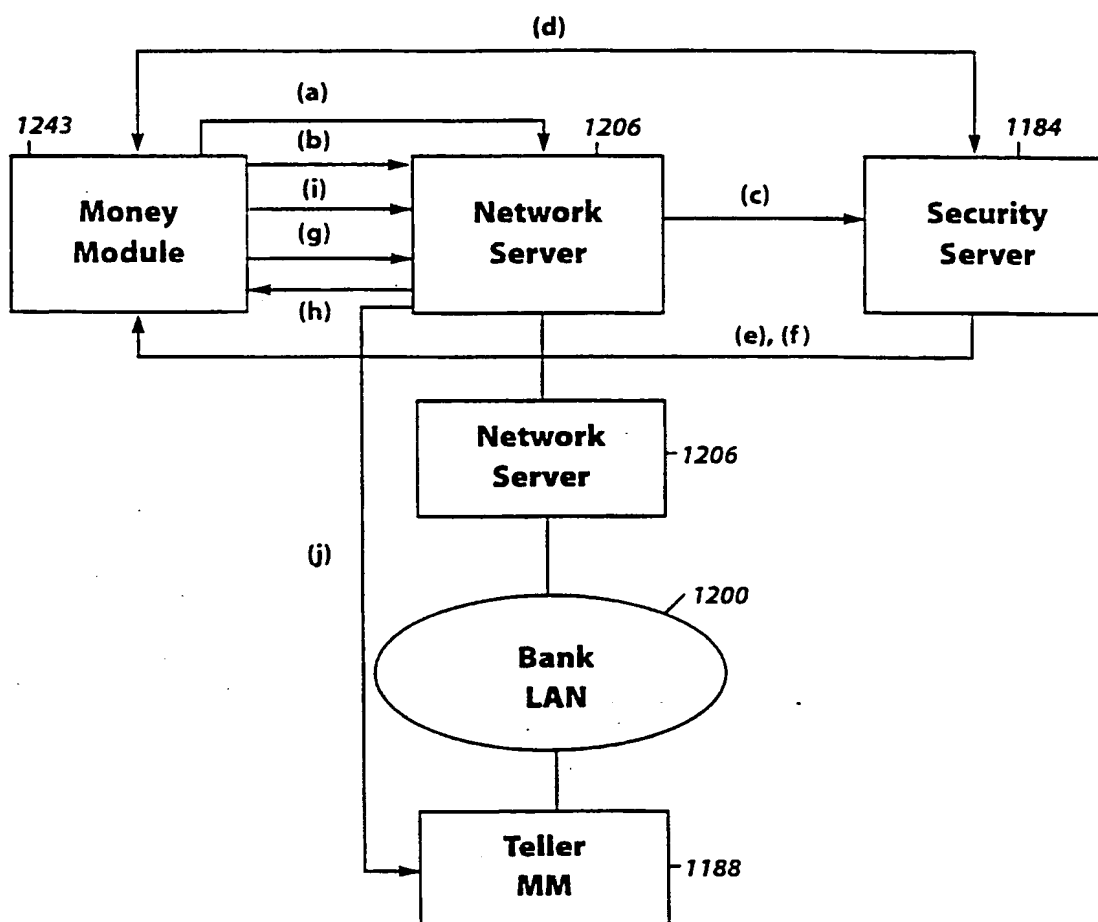 (d)
(a)
1243
1206
1184
(b)
(i)
(c)
Money
Module
Network
Server
Security
Server
(g)
(h)
(e), (f)
Network
Server
1206
(j)
1200
Bank
LAN
Teller
MM
1188